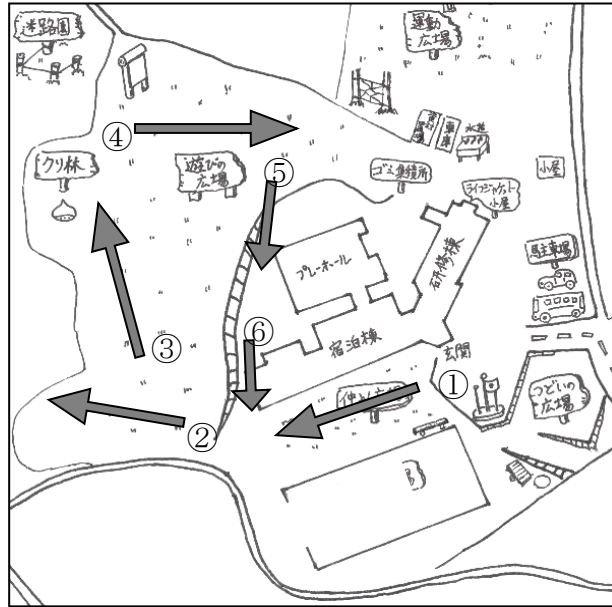 迷路園
運動
広場
④
クリ林
遊びの
広場
⑤
車庫
ゴミ集積所
小屋
ライフジャケット
小屋
プレーホール
研修棟
駐車場
③
⑥
宿泊棟
玄関
①
つどいの
広場
②